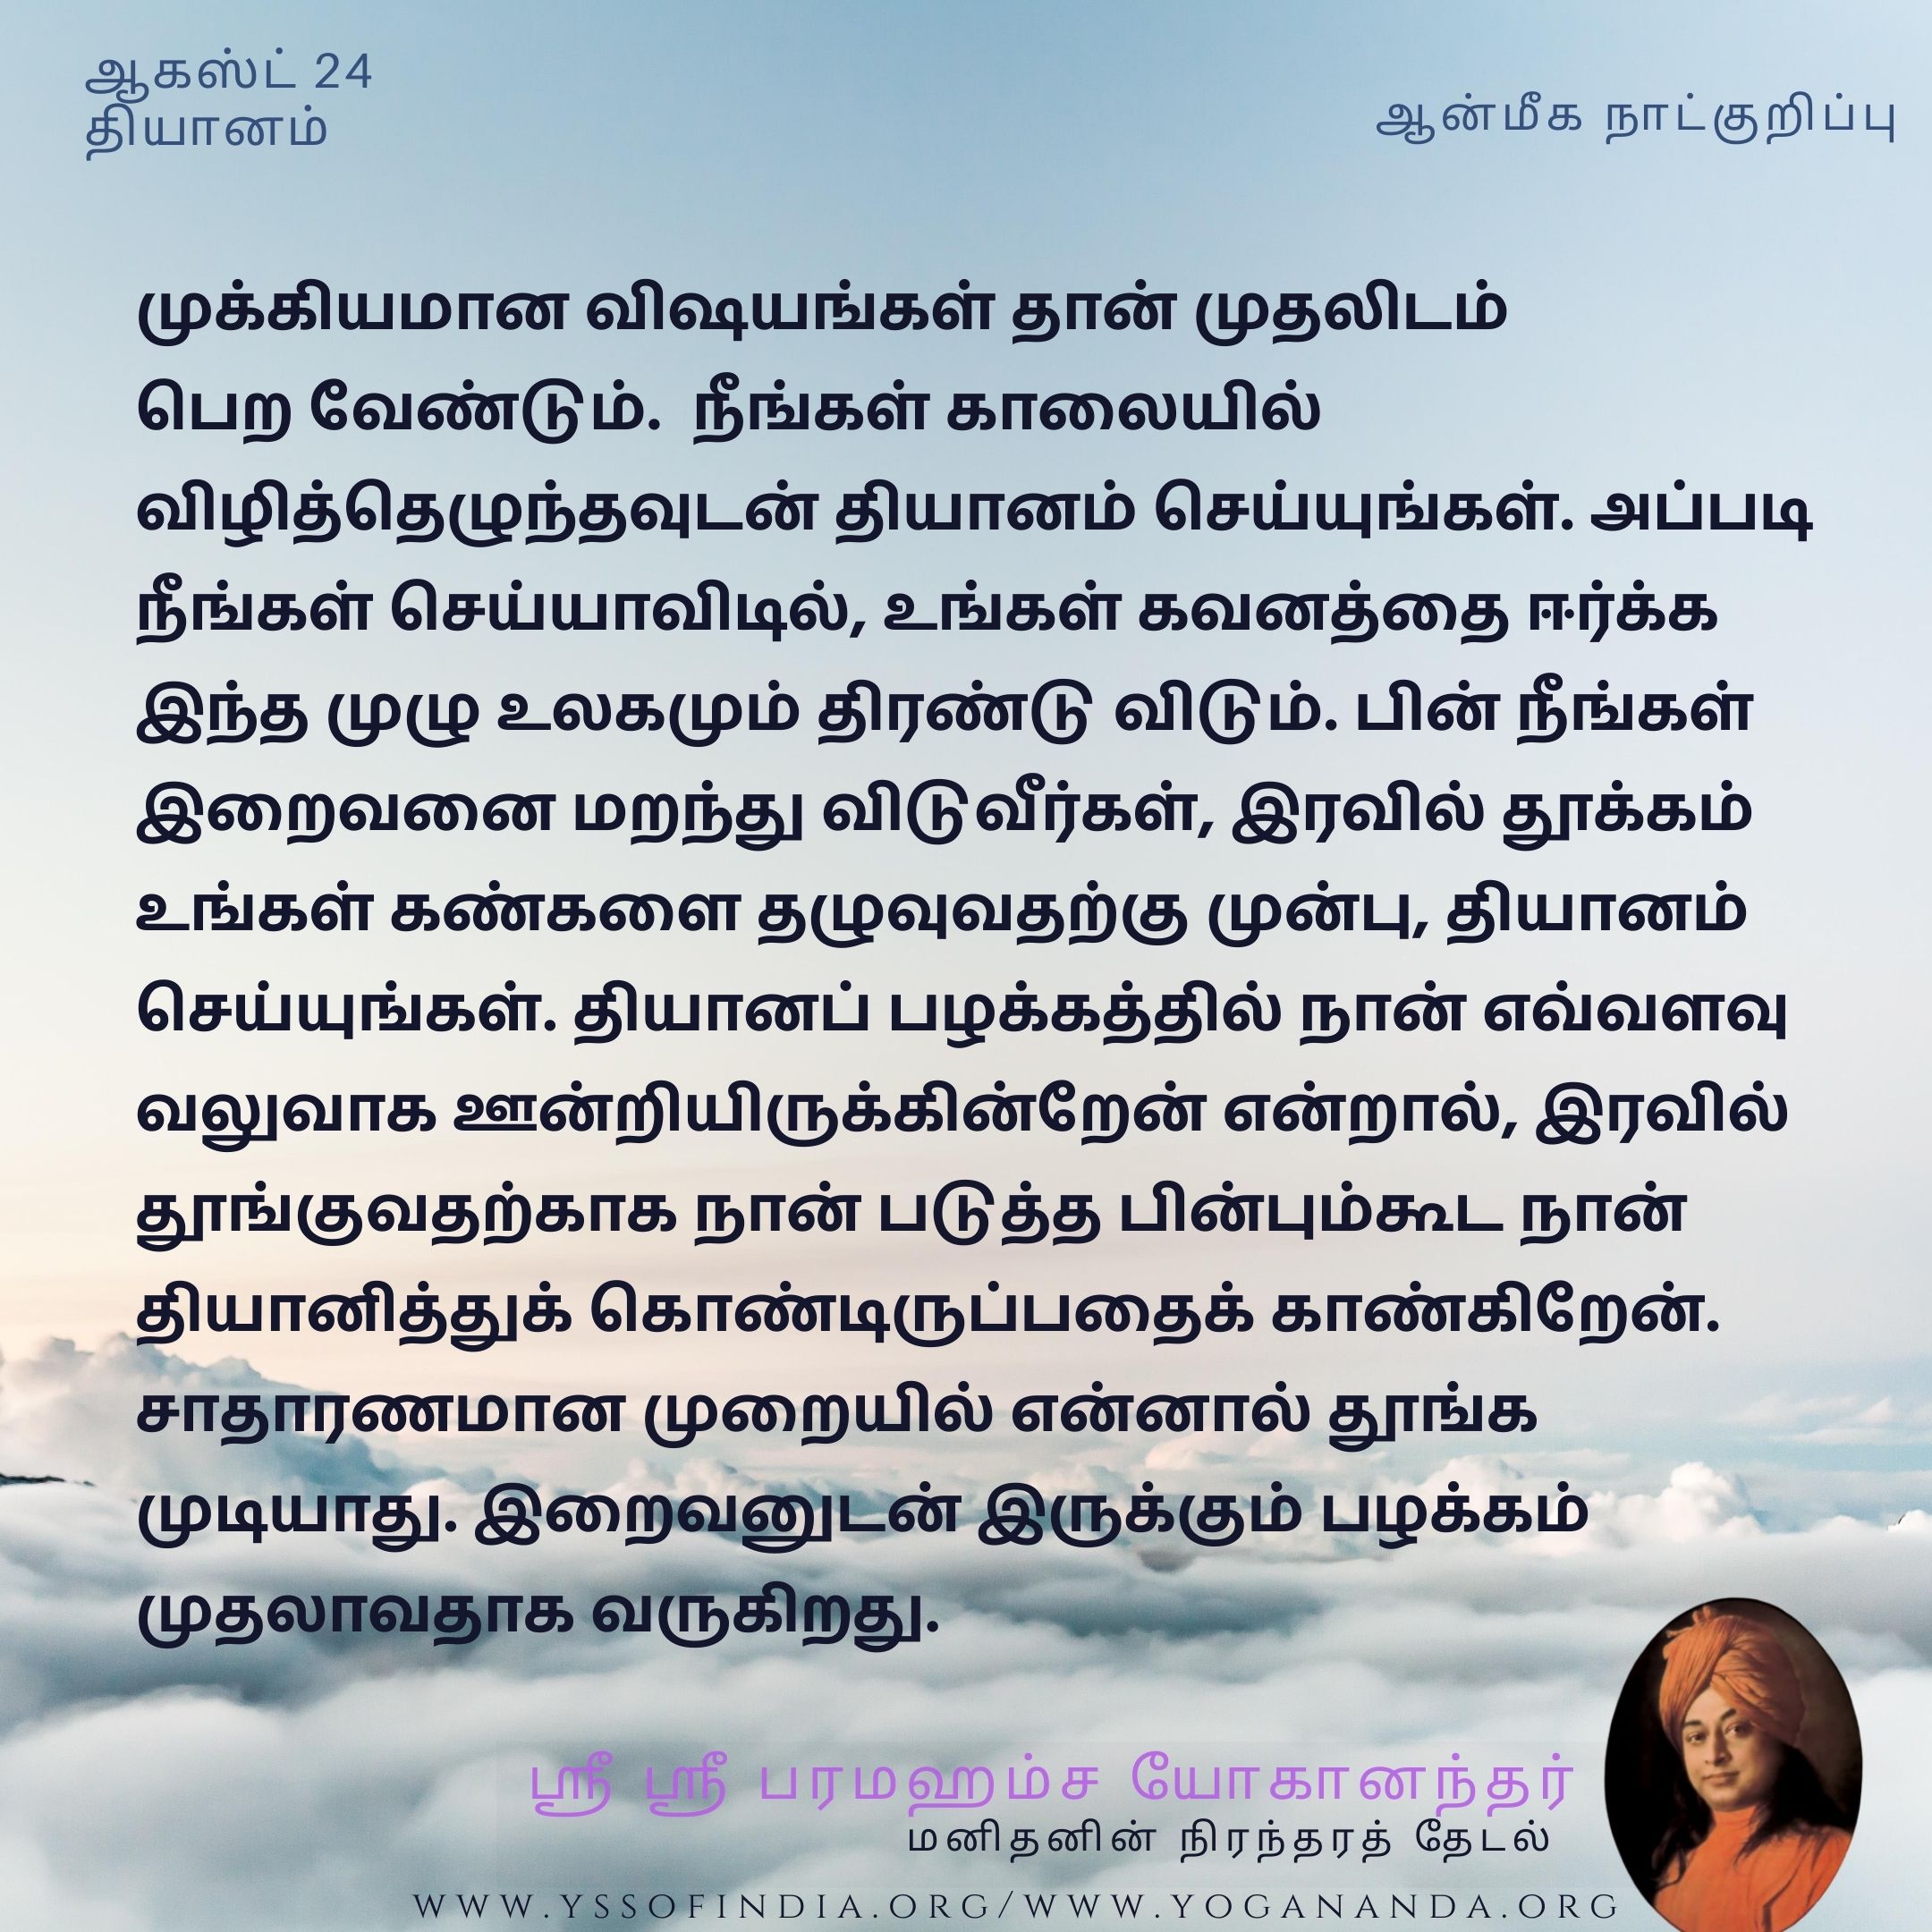 ஆகஸ்ட் 24
தியானம்
ஆன்மீக நாட்குறிப்பு
முக்கியமான விஷயங்கள் தான் முதலிடம்
பெற வேண்டும். நீங்கள் காலையில்
விழித்தெழுந்தவுடன் தியானம் செய்யுங்கள். அப்படி
நீங்கள் செய்யாவிடில், உங்கள் கவனத்தை ஈர்க்க
இந்த முழு உலகமும் திரண்டு விடும். பின் நீங்கள்
இறைவனை மறந்து விடுவீர்கள், இரவில் தூக்கம்
உங்கள் கண்களை தழுவுவதற்கு முன்பு, தியானம்
செய்யுங்கள். தியானப் பழக்கத்தில் நான் எவ்வளவு
வலுவாக ஊன்றியிருக்கின்றேன் என்றால், இரவில்
தூங்குவதற்காக நான் படுத்த பின்பும்கூட நான்
தியானித்துக் கொண்டிருப்பதைக் காண்கிறேன்.
சாதாரணமான முறையில் என்னால் தூங்க
முடியாது. இறைவனுடன் இருக்கும் பழக்கம்
முதலாவதாக வருகிறது.
ஸ்ரீ ஸ்ரீ பரமஹம்ச யோகானந்தர்
மனிதனின் நிரந்தரத் தேடல்
WWW.YSSOFINDIA.ORG/WWW.YOGANANDA.ORG